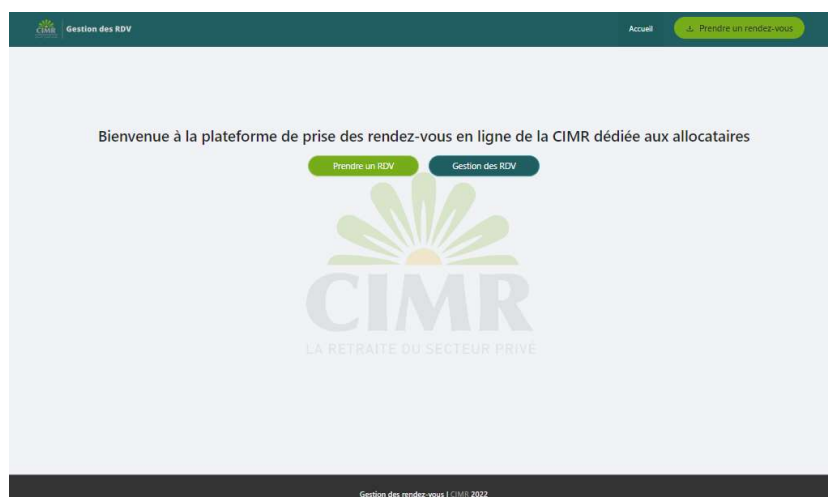 CIMR
Gestion des RDV
Accueil
Prendre un rendez-vous
Bienvenue à la plateforme de prise des rendez-vous en ligne de la CIMR dédiée aux allocataires
Prendre un RDV
Gestion des RDV
CIMR
LA RETRAITE DU SECTEUR PRIVÉ
Gestion des rendez-vous | CIMR 2022